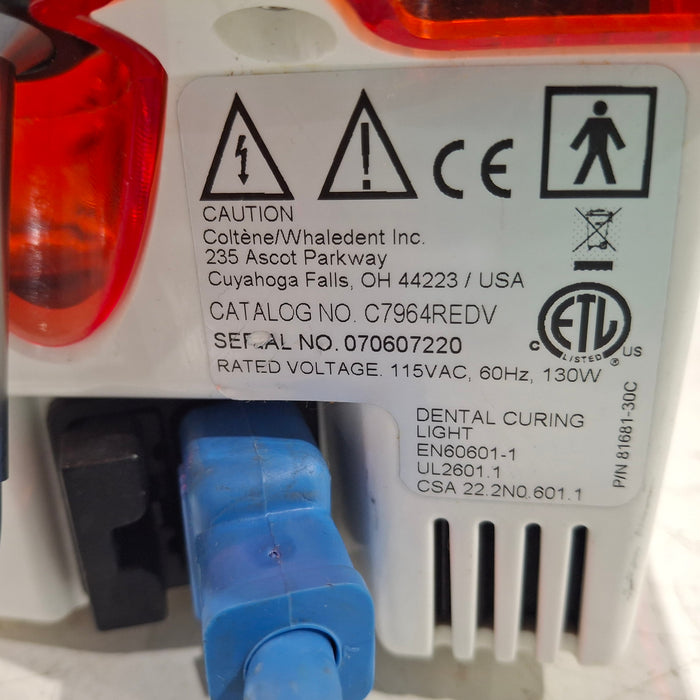 CAUTION
Coltène/Whaledent Inc.
235 Ascot Parkway
Cuyahoga Falls, OH 44223 / USA
CATALOG NO. C7964REDV
SERIAL NO. 070607220
RATED VOLTAGE. 115VAC, 60Hz, 130W
CE
C ETL US
LISTED ®
DENTAL CURING
LIGHT
EN60601-1
UL2601.1
CSA 22.2N0.601.1
P/N 81681-30C